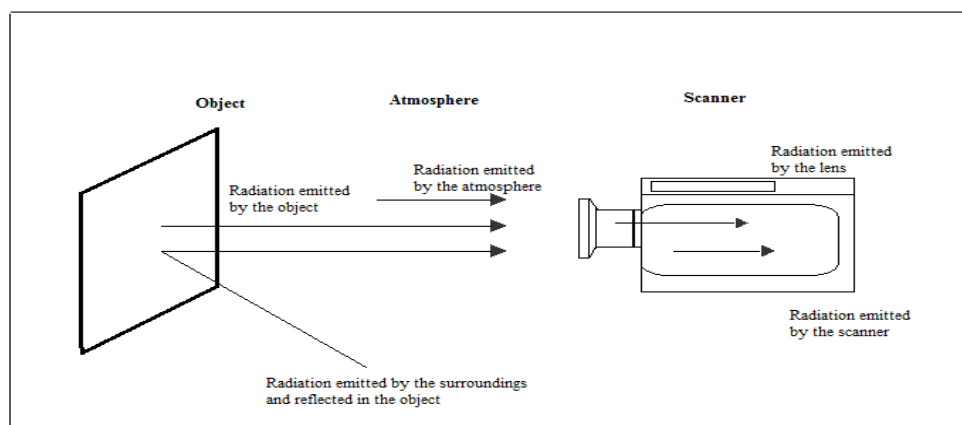 Object
Atmosphere
Scanner
Radiation emitted
by the object
Radiation emitted
by the atmosphere
Radiation emitted
by the lens
Radiation emitted
by the scanner
Radiation emitted by the surroundings
and reflected in the object